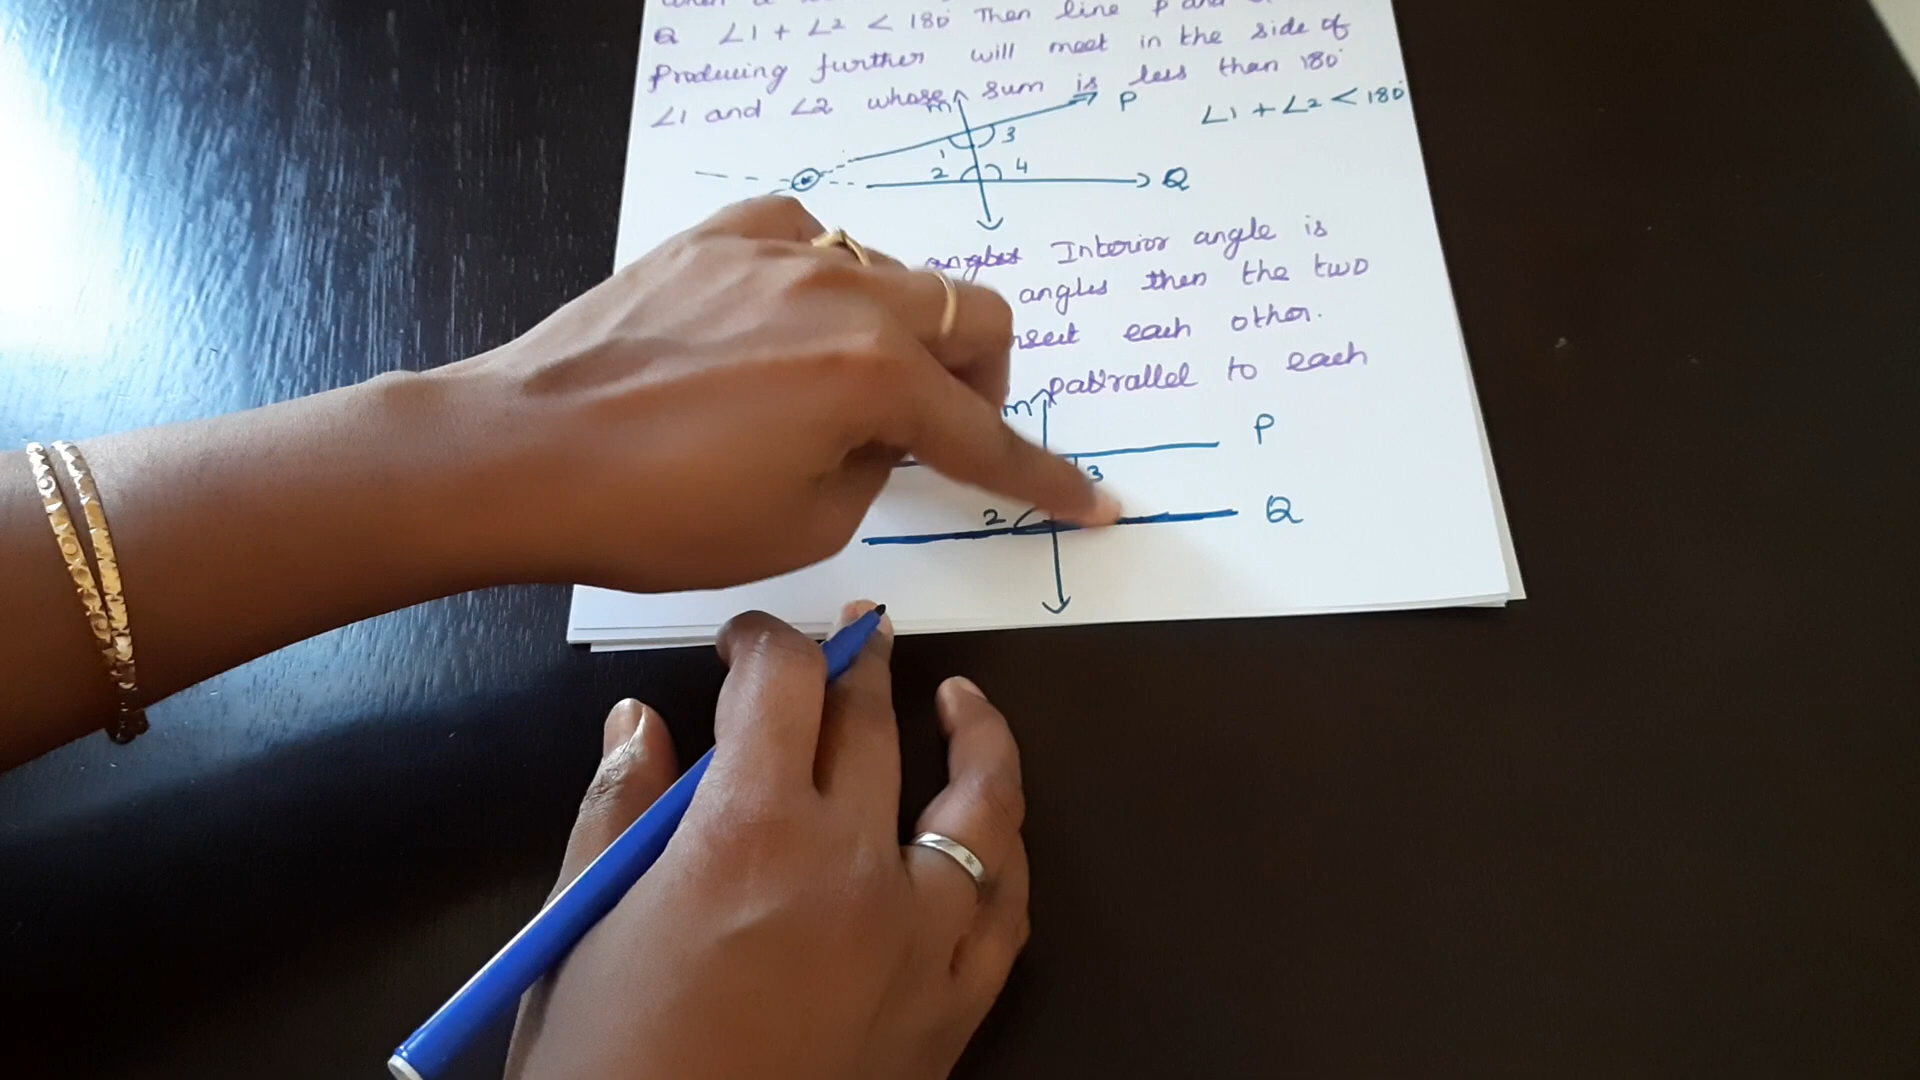 Q ∠1 + ∠2 < 180° Then line P and
Producing further will meet in the side of
∠1 and ∠2 whose sum is less than 180°
∠1 + ∠2 < 180°
m P
1 3
2 4 Q
angles Interior angle is
angles then the two
each other.
parallel to each
m P
3
2 Q